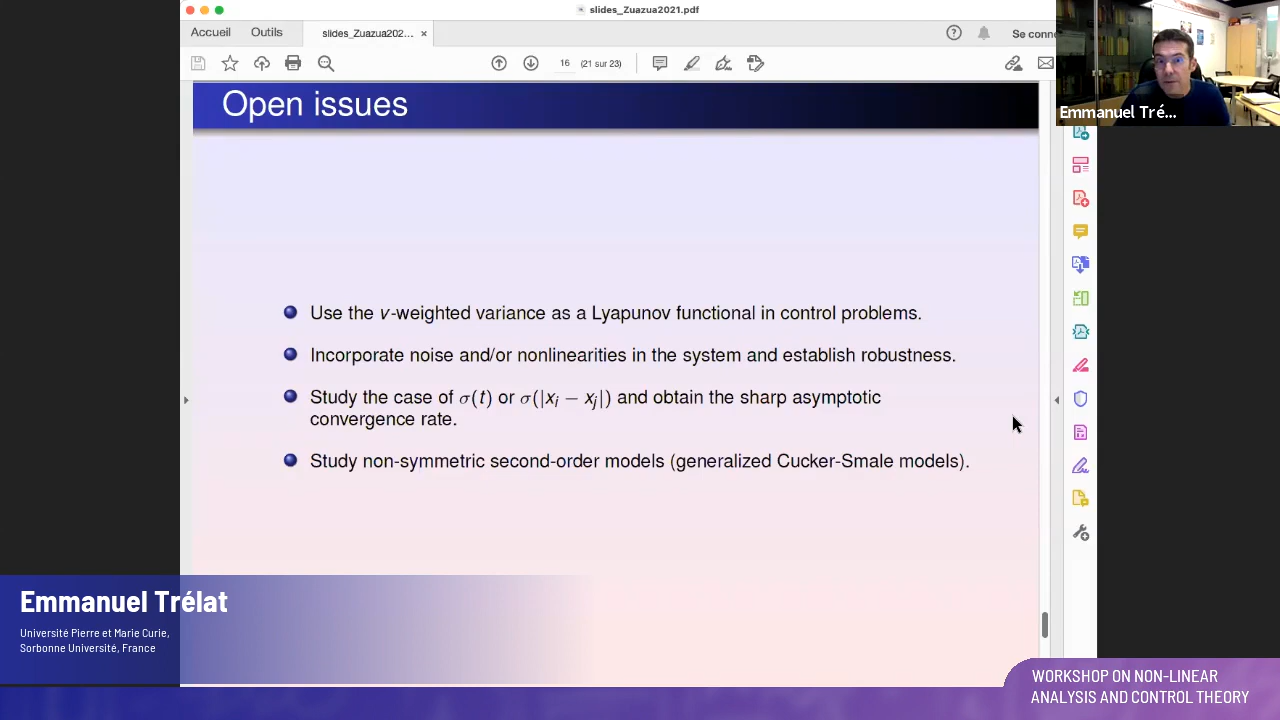 slides_Zuazua2021.pdf
Accueil
Outils
slides_Zuazua202...
×
Se conne
16
(21 sur 23)
Emmanuel Tré...
Open issues
Use the v-weighted variance as a Lyapunov functional in control problems.
Incorporate noise and/or nonlinearities in the system and establish robustness.
Study the case of σ(t) or σ(|xᵢ − xⱼ|) and obtain the sharp asymptotic
convergence rate.
Study non-symmetric second-order models (generalized Cucker-Smale models).
Emmanuel Trélat
Université Pierre et Marie Curie,
Sorbonne Université, France
WORKSHOP ON NON-LINEAR
ANALYSIS AND CONTROL THEORY